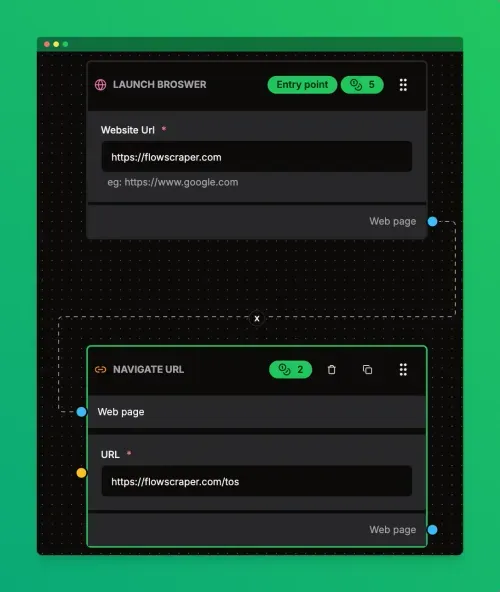 LAUNCH BROSWER Entry point 5
Website Url *
https://flowscraper.com
eg: https://www.google.com
Web page
x
NAVIGATE URL 2
Web page
URL *
https://flowscraper.com/tos
Web page